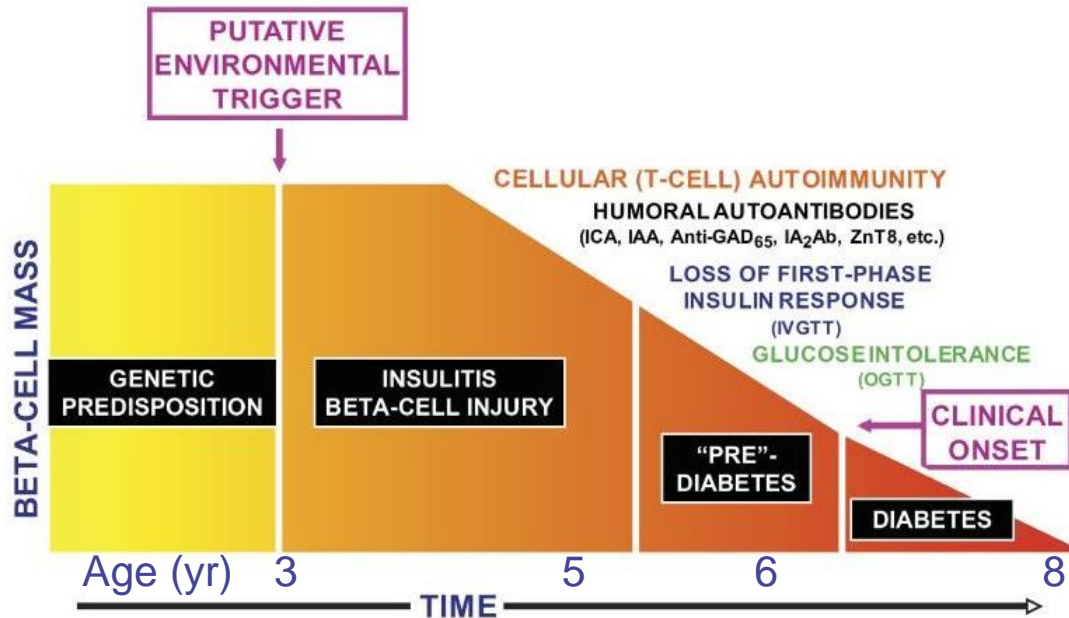 PUTATIVE
ENVIRONMENTAL
TRIGGER
CELLULAR (T-CELL) AUTOIMMUNITY
HUMORAL AUTOANTIBODIES
(ICA, IAA, Anti-GAD₆₅, IA₂Ab, ZnT8, etc.)
LOSS OF FIRST-PHASE
INSULIN RESPONSE
(IVGTT)
GLUCOSE INTOLERANCE
(OGTT)
CLINICAL
ONSET
BETA-CELL MASS
GENETIC
PREDISPOSITION
INSULITIS
BETA-CELL INJURY
“PRE”-
DIABETES
DIABETES
Age (yr) 3 5 6 8
TIME